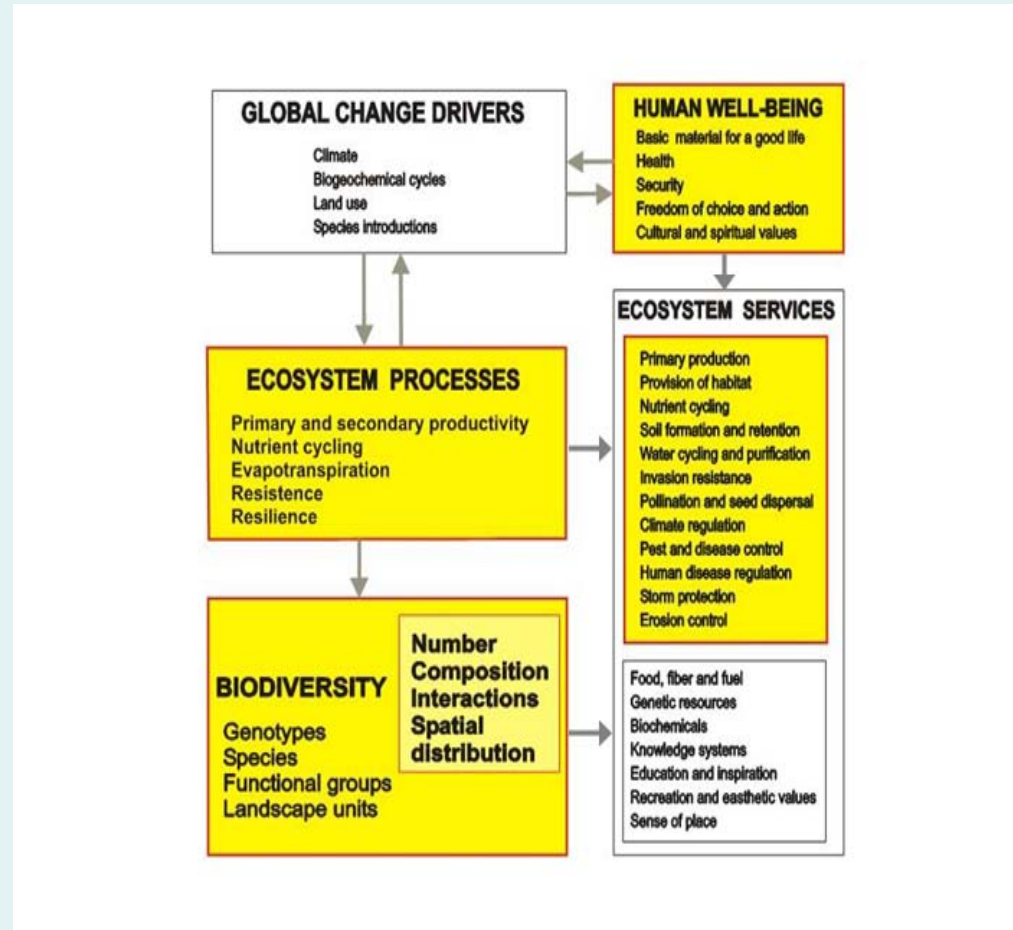 GLOBAL CHANGE DRIVERS
Climate
Biogeochemical cycles
Land use
Species introductions
HUMAN WELL-BEING
Basic material for a good life
Health
Security
Freedom of choice and action
Cultural and spiritual values
ECOSYSTEM PROCESSES
Primary and secondary productivity
Nutrient cycling
Evapotranspiration
Resistence
Resilience
ECOSYSTEM SERVICES
Primary production
Provision of habitat
Nutrient cycling
Soil formation and retention
Water cycling and purification
Invasion resistance
Pollination and seed dispersal
Climate regulation
Pest and disease control
Human disease regulation
Storm protection
Erosion control
BIODIVERSITY
Genotypes
Species
Functional groups
Landscape units
Number
Composition
Interactions
Spatial
distribution
Food, fiber and fuel
Genetic resources
Biochemicals
Knowledge systems
Education and inspiration
Recreation and easthetic values
Sense of place